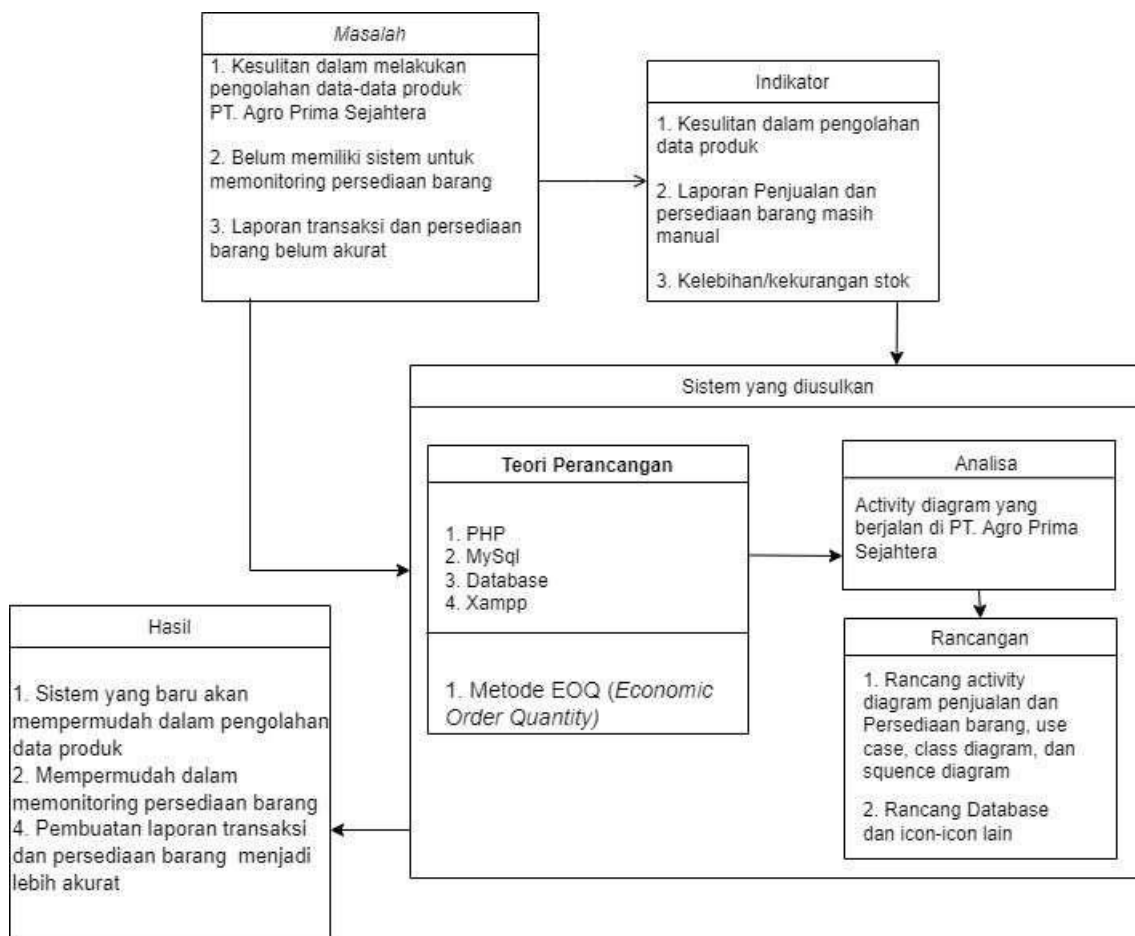 Masalah
1. Kesulitan dalam melakukan
pengolahan data-data produk
PT. Agro Prima Sejahtera
2. Belum memiliki sistem untuk
memonitoring persediaan barang
3. Laporan transaksi dan persediaan
barang belum akurat
Indikator
1. Kesulitan dalam pengolahan
data produk
2. Laporan Penjualan dan
persediaan barang masih
manual
3. Kelebihan/kekurangan stok
Sistem yang diusulkan
Teori Perancangan
1. PHP
2. MySql
3. Database
4. Xampp
1. Metode EOQ (Economic
Order Quantity)
Analisa
Activity diagram yang
berjalan di PT. Agro Prima
Sejahtera
Rancangan
1. Rancang activity
diagram penjualan dan
Persediaan barang, use
case, class diagram, dan
squence diagram
2. Rancang Database
dan icon-icon lain
Hasil
1. Sistem yang baru akan
mempermudah dalam pengolahan
data produk
2. Mempermudah dalam
memonitoring persediaan barang
4. Pembuatan laporan transaksi
dan persediaan barang menjadi
lebih akurat